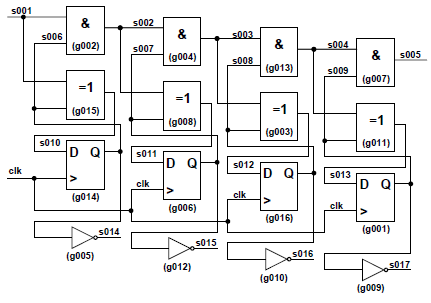 s001
&
s006
(g002)
s002
&
s007
(g004)
s003
&
s008
(g013)
s004
&
s005
s009
(g007)
=1
(g015)
=1
(g008)
=1
(g003)
=1
(g011)
s010
D Q
clk
>
(g014)
s011
D Q
clk
>
(g006)
s012
D Q
clk
>
(g016)
s013
D Q
clk
>
(g001)
s014
(g005)
s015
(g012)
s016
(g010)
s017
(g009)